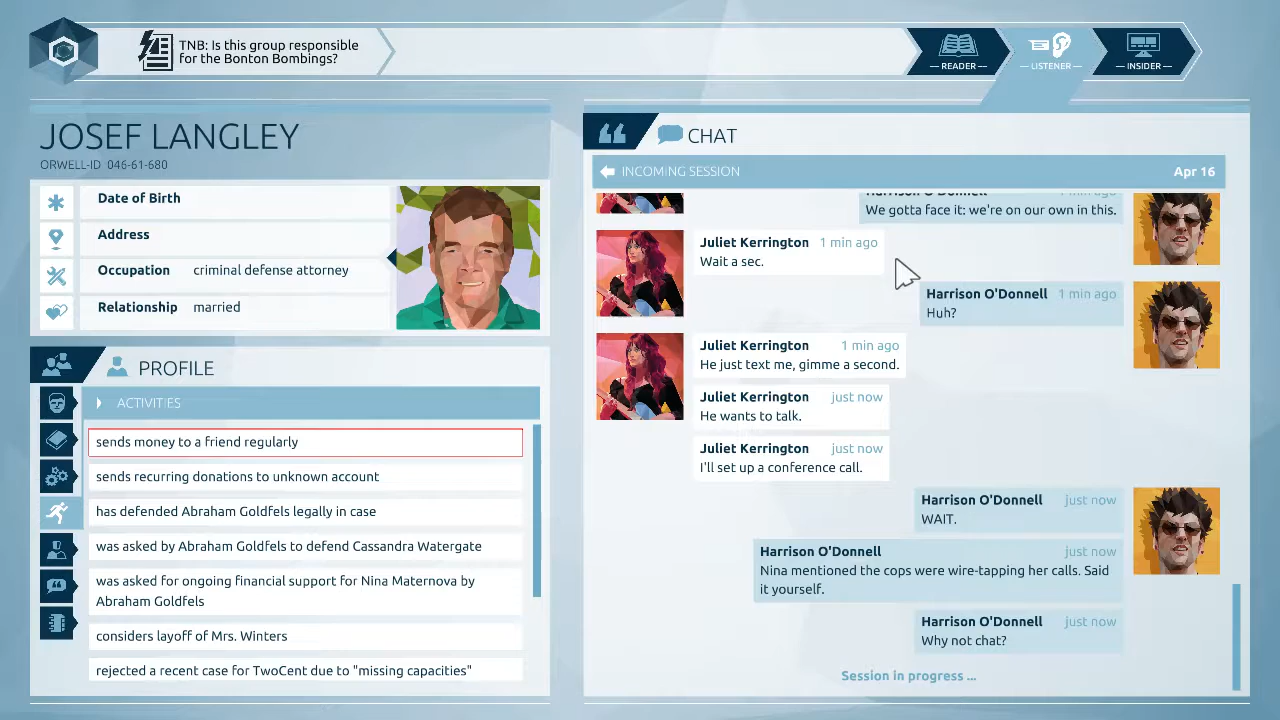 TNB: Is this group responsible
for the Bonton Bombings?
— READER —
— LISTENER —
— INSIDER —
JOSEF LANGLEY
ORWELL-ID 046-61-680
Date of Birth
Address
Occupation criminal defense attorney
Relationship married
PROFILE
ACTIVITIES
sends money to a friend regularly
sends recurring donations to unknown account
has defended Abraham Goldfels legally in case
was asked by Abraham Goldfels to defend Cassandra Watergate
was asked for ongoing financial support for Nina Maternova by
Abraham Goldfels
considers layoff of Mrs. Winters
rejected a recent case for TwoCent due to "missing capacities"
CHAT
INCOMING SESSION Apr 16
Harrison O'Donnell 1 min ago
We gotta face it: we're on our own in this.
Juliet Kerrington 1 min ago
Wait a sec.
Harrison O'Donnell 1 min ago
Huh?
Juliet Kerrington 1 min ago
He just text me, gimme a second.
Juliet Kerrington just now
He wants to talk.
Juliet Kerrington just now
I'll set up a conference call.
Harrison O'Donnell just now
WAIT.
Harrison O'Donnell just now
Nina mentioned the cops were wire-tapping her calls. Said
it yourself.
Harrison O'Donnell just now
Why not chat?
Session in progress ...